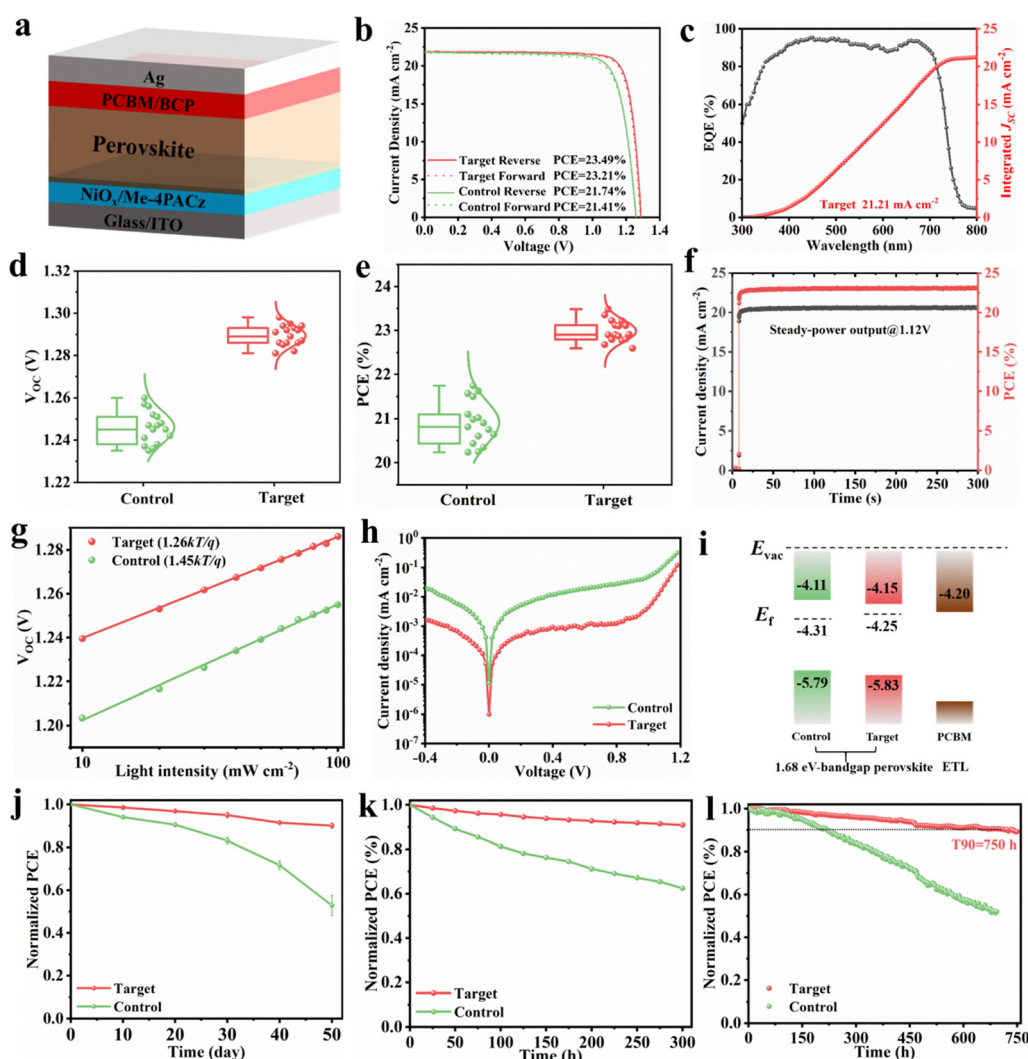 a
Ag
PCBM/BCP
Perovskite
NiOx/Me-4PACz
Glass/ITO
b
Current Density (mA cm-2)
25
20
15
10
5
0
Target Reverse PCE=23.49%
Target Forward PCE=23.21%
Control Reverse PCE=21.74%
Control Forward PCE=21.41%
0.0 0.2 0.4 0.6 0.8 1.0 1.2 1.4
Voltage (V)
c
EQE (%)
100
80
60
40
20
0
Target 21.21 mA cm-2
25
20
15
10
5
0
Integrated JSC (mA cm-2)
300 400 500 600 700 800
Wavelength (nm)
d
VOC (V)
1.32
1.30
1.28
1.26
1.24
1.22
Control Target
e
PCE (%)
24
23
22
21
20
Control Target
f
Current density (mA cm-2)
25
20
15
10
5
0
Steady-power output@1.12V
25
20
15
10
5
0
PCE (%)
0 50 100 150 200 250 300
Time (s)
g
VOC (V)
1.28
1.26
1.24
1.22
1.20
Target (1.26kT/q)
Control (1.45kT/q)
10 100
Light intensity (mW cm-2)
h
Current density (mA cm-2)
10^0
10^-1
10^-2
10^-3
10^-4
10^-5
10^-6
10^-7
Control
Target
-0.4 0.0 0.4 0.8 1.2
Voltage (V)
i
Evac
-4.11 -4.15 -4.20
Ef
-4.31 -4.25
-5.79 -5.83
Control Target PCBM
1.68 eV-bandgap perovskite ETL
j
Normalized PCE
1.0
0.8
0.6
0.4
0.2
0.0
Target
Control
0 10 20 30 40 50
Time (day)
k
Normalized PCE (%)
1.0
0.8
0.6
0.4
0.2
0.0
Target
Control
0 50 100 150 200 250 300
Time (h)
l
Normalized PCE (%)
1.0
0.8
0.6
0.4
0.2
0.0
T90=750 h
Target
Control
0 150 300 450 600 750
Time (h)